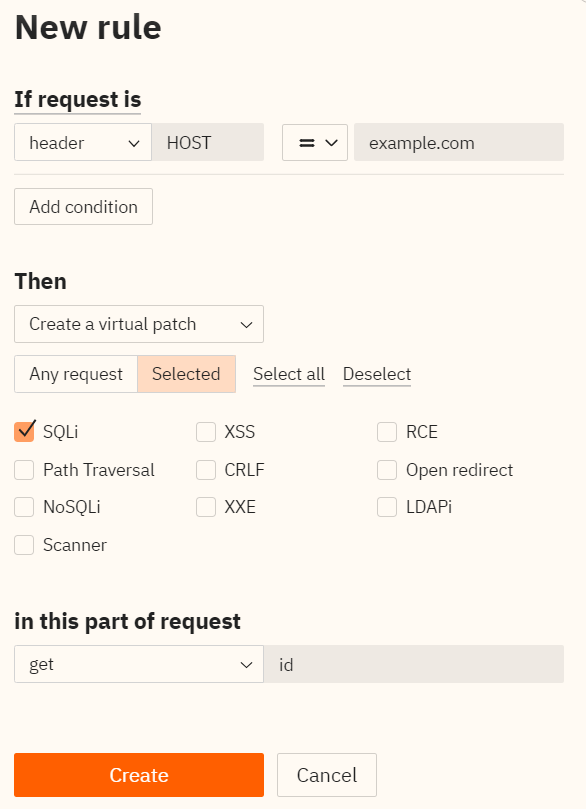 New rule
If request is
header HOST = example.com
Add condition
Then
Create a virtual patch
Any request Selected Select all Deselect
SQLi XSS RCE
Path Traversal CRLF Open redirect
NoSQLi XXE LDAPi
Scanner
in this part of request
get id
Create Cancel